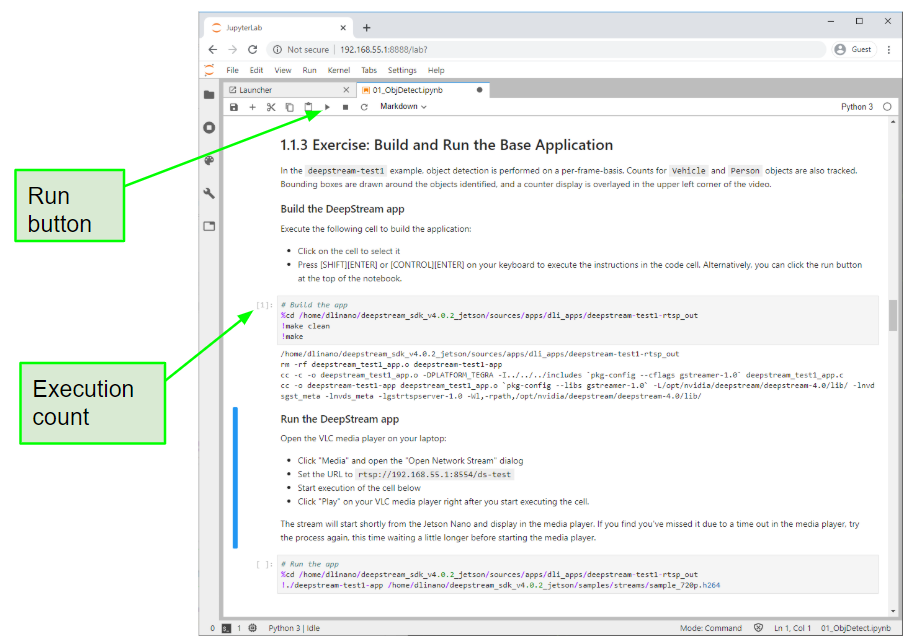 JupyterLab
Not secure | 192.168.55.1:8888/lab?
Guest
File Edit View Run Kernel Tabs Settings Help
Launcher
01_ObjDetect.ipynb
Markdown
Python 3
Run
button
Execution
count
1.1.3 Exercise: Build and Run the Base Application
In the deepstream-test1 example, object detection is performed on a per-frame-basis. Counts for Vehicle and Person objects are also tracked.
Bounding boxes are drawn around the objects identified, and a counter display is overlayed in the upper left corner of the video.
Build the DeepStream app
Execute the following cell to build the application:
• Click on the cell to select it
• Press [SHIFT][ENTER] or [CONTROL][ENTER] on your keyboard to execute the instructions in the code cell. Alternatively, you can click the run button
at the top of the notebook.
[1]: # Build the app
%cd /home/dlinano/deepstream_sdk_v4.0.2_jetson/sources/apps/dli_apps/deepstream-test1-rtsp_out
!make clean
!make
/home/dlinano/deepstream_sdk_v4.0.2_jetson/sources/apps/dli_apps/deepstream-test1-rtsp_out
rm -rf deepstream_test1_app.o deepstream-test1-app
cc -c -o deepstream_test1_app.o -DPLATFORM_TEGRA -I../../../includes `pkg-config --cflags gstreamer-1.0` deepstream_test1_app.c
cc -o deepstream-test1-app deepstream_test1_app.o `pkg-config --libs gstreamer-1.0` -L/opt/nvidia/deepstream/deepstream-4.0/lib/ -lnvd
sgst_meta -lnvds_meta -lgstrtspserver-1.0 -Wl,-rpath,/opt/nvidia/deepstream/deepstream-4.0/lib/
Run the DeepStream app
Open the VLC media player on your laptop:
• Click "Media" and open the "Open Network Stream" dialog
• Set the URL to rtsp://192.168.55.1:8554/ds-test
• Start execution of the cell below
• Click "Play" on your VLC media player right after you start executing the cell.
The stream will start shortly from the Jetson Nano and display in the media player. If you find you've missed it due to a time out in the media player, try
the process again, this time waiting a little longer before starting the media player.
[ ]: # Run the app
%cd /home/dlinano/deepstream_sdk_v4.0.2_jetson/sources/apps/dli_apps/deepstream-test1-rtsp_out
!./deepstream-test1-app /home/dlinano/deepstream_sdk_v4.0.2_jetson/samples/streams/sample_720p.h264
0 1 Python 3 | Idle
Mode: Command Ln 1, Col 1 01_ObjDetect.ipynb